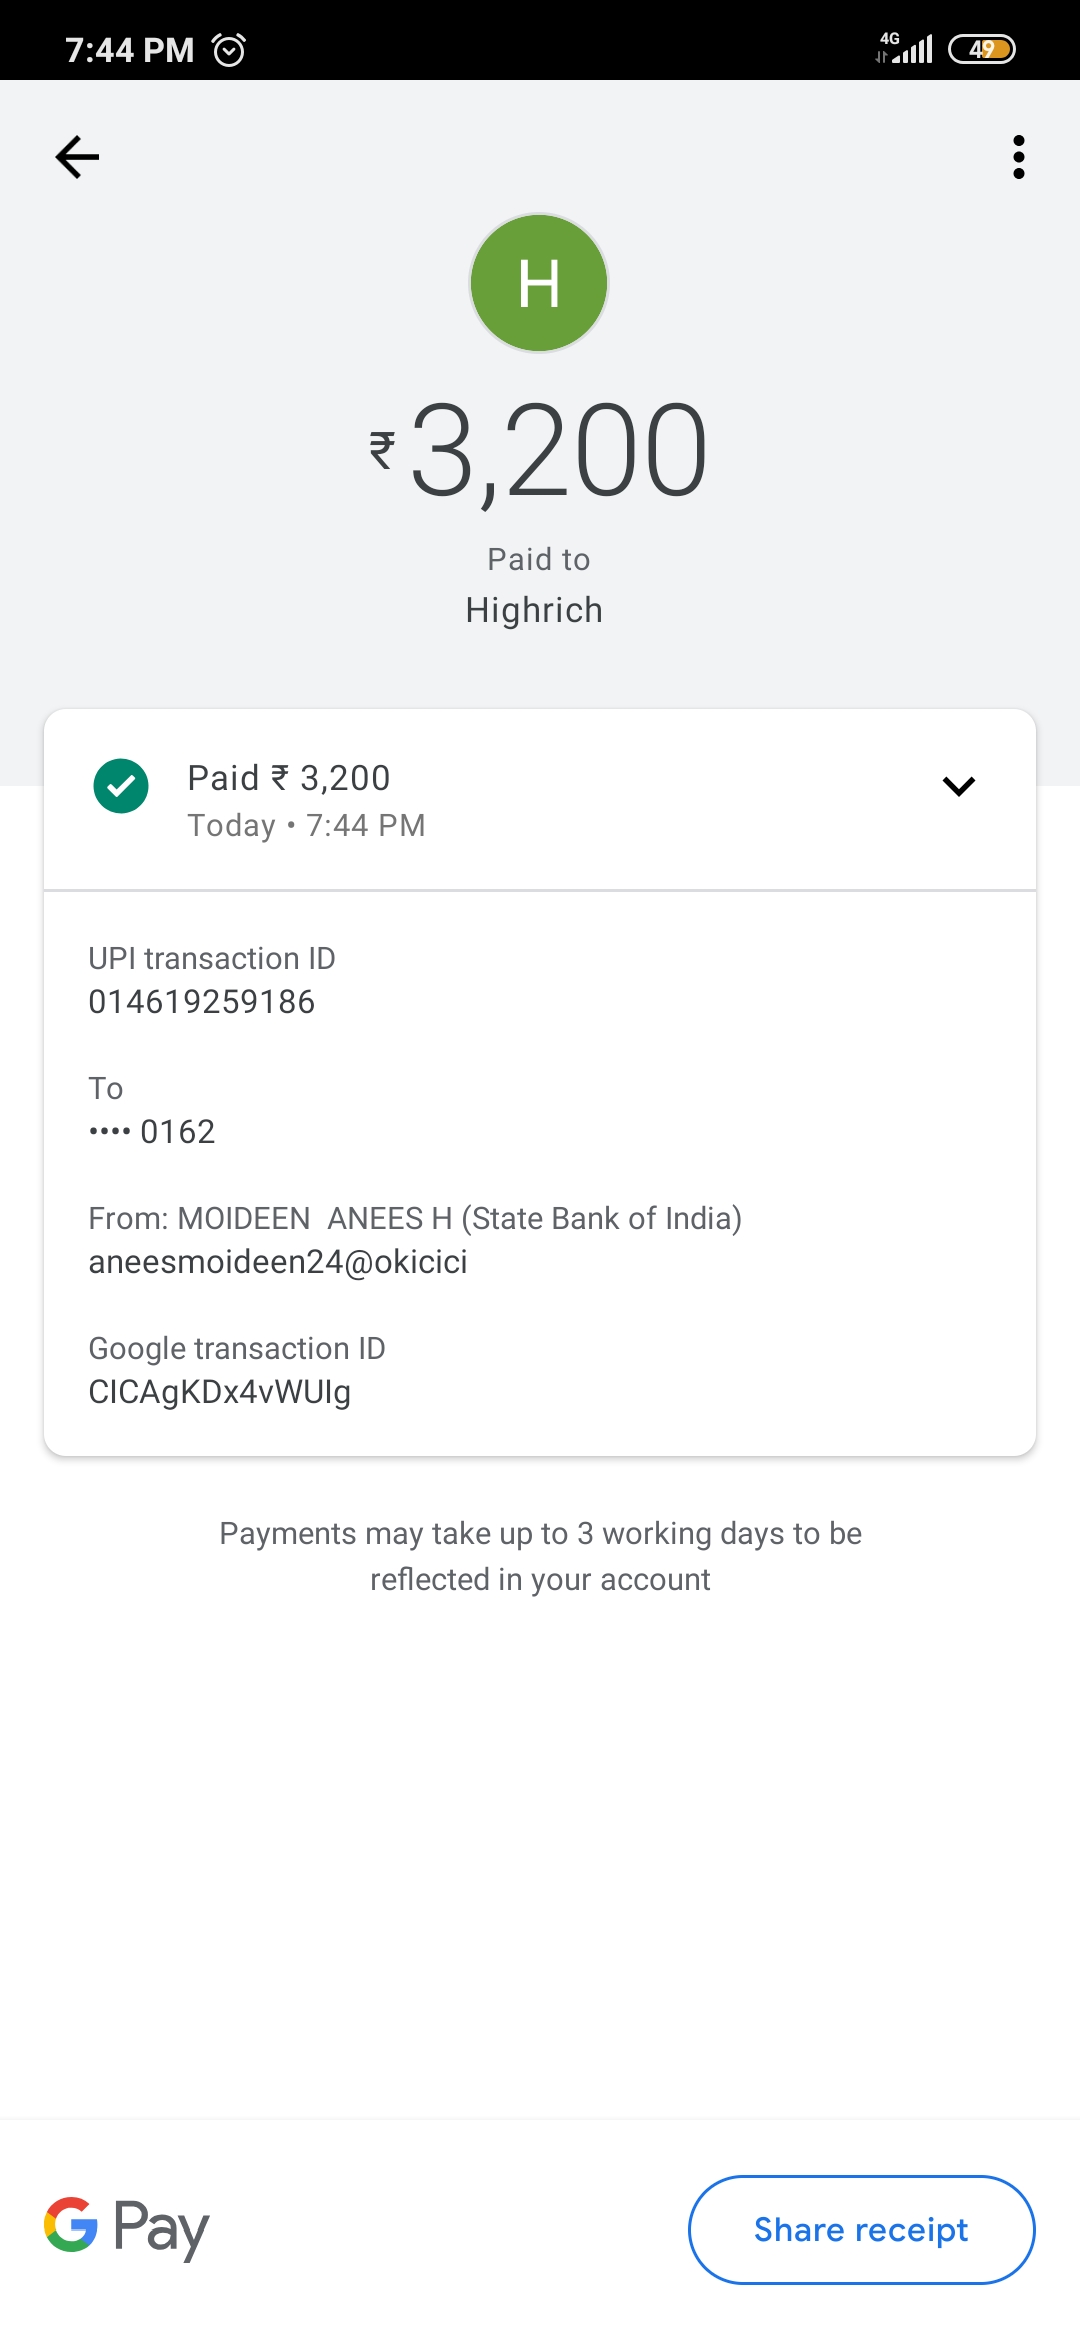 7:44 PM
4G
49
H
₹3,200
Paid to
Highrich
Paid ₹ 3,200
Today • 7:44 PM
UPI transaction ID
014619259186
To
•••• 0162
From: MOIDEEN  ANEES H (State Bank of India)
aneesmoideen24@okicici
Google transaction ID
CICAgKDx4vWUIg
Payments may take up to 3 working days to be
reflected in your account
G Pay
Share receipt